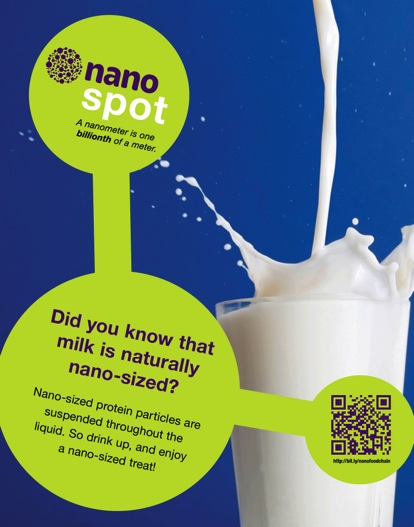 nano
spot
A nanometer is one
billionth of a meter.
Did you know that
milk is naturally
nano-sized?
Nano-sized protein particles are
suspended throughout the
liquid. So drink up, and enjoy
a nano-sized treat!
http://bit.ly/nanofoodchain